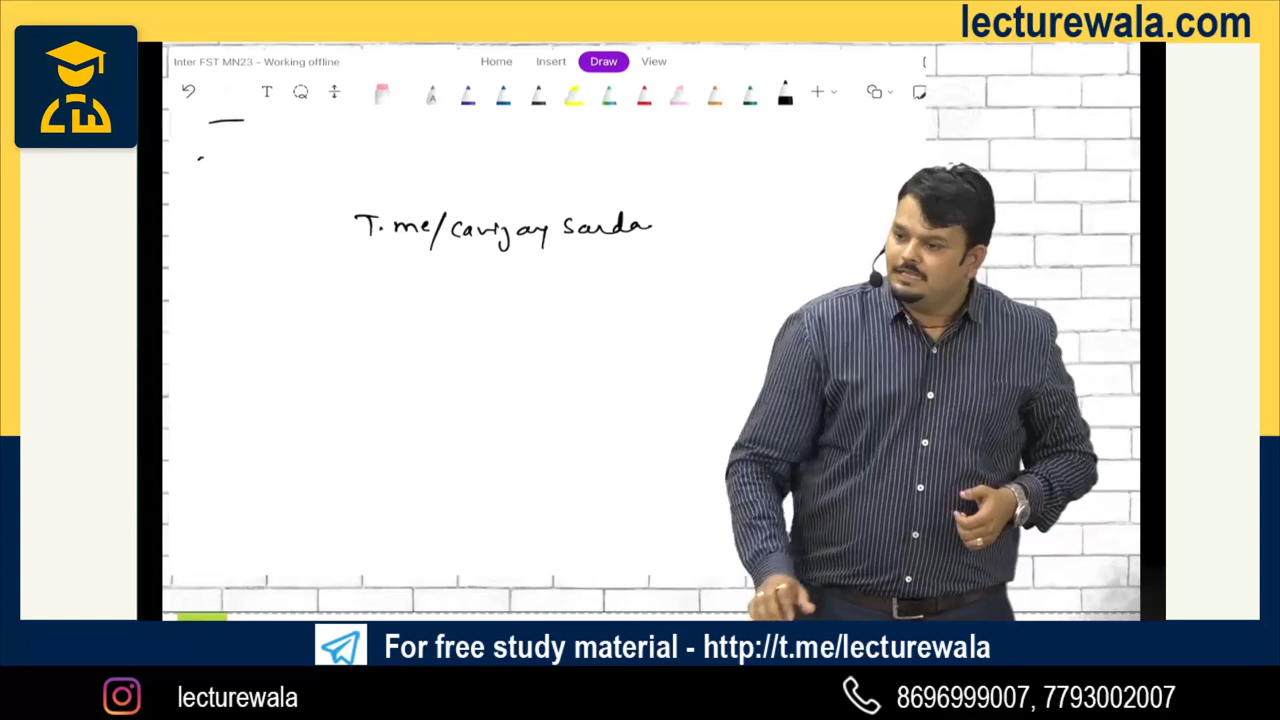 lecturewala.com
Inter FST MN23 - Working offline
Home Insert Draw View
T
A
T.me/cavijay Sarda
For free study material - http://t.me/lecturewala
lecturewala
8696999007, 7793002007